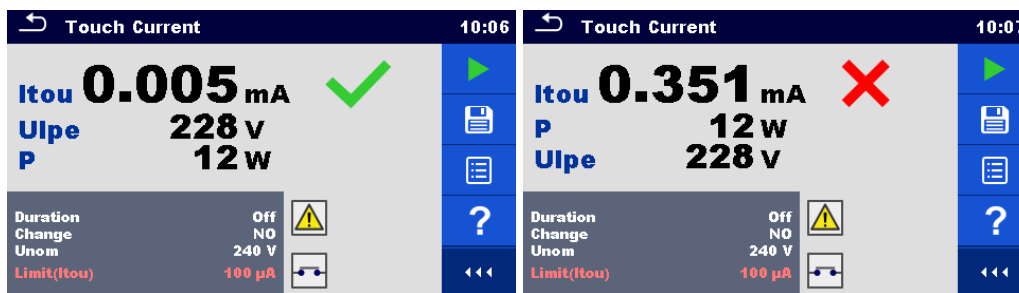 Touch Current 10:06
Itou 0.005 mA
Ulpe 228 V
P 12 W
Duration Off
Change NO
Unom 240 V
Limit(Itou) 100 µA
?
Touch Current 10:07
Itou 0.351 mA
P 12 W
Ulpe 228 V
Duration Off
Change NO
Unom 240 V
Limit(Itou) 100 µA
?